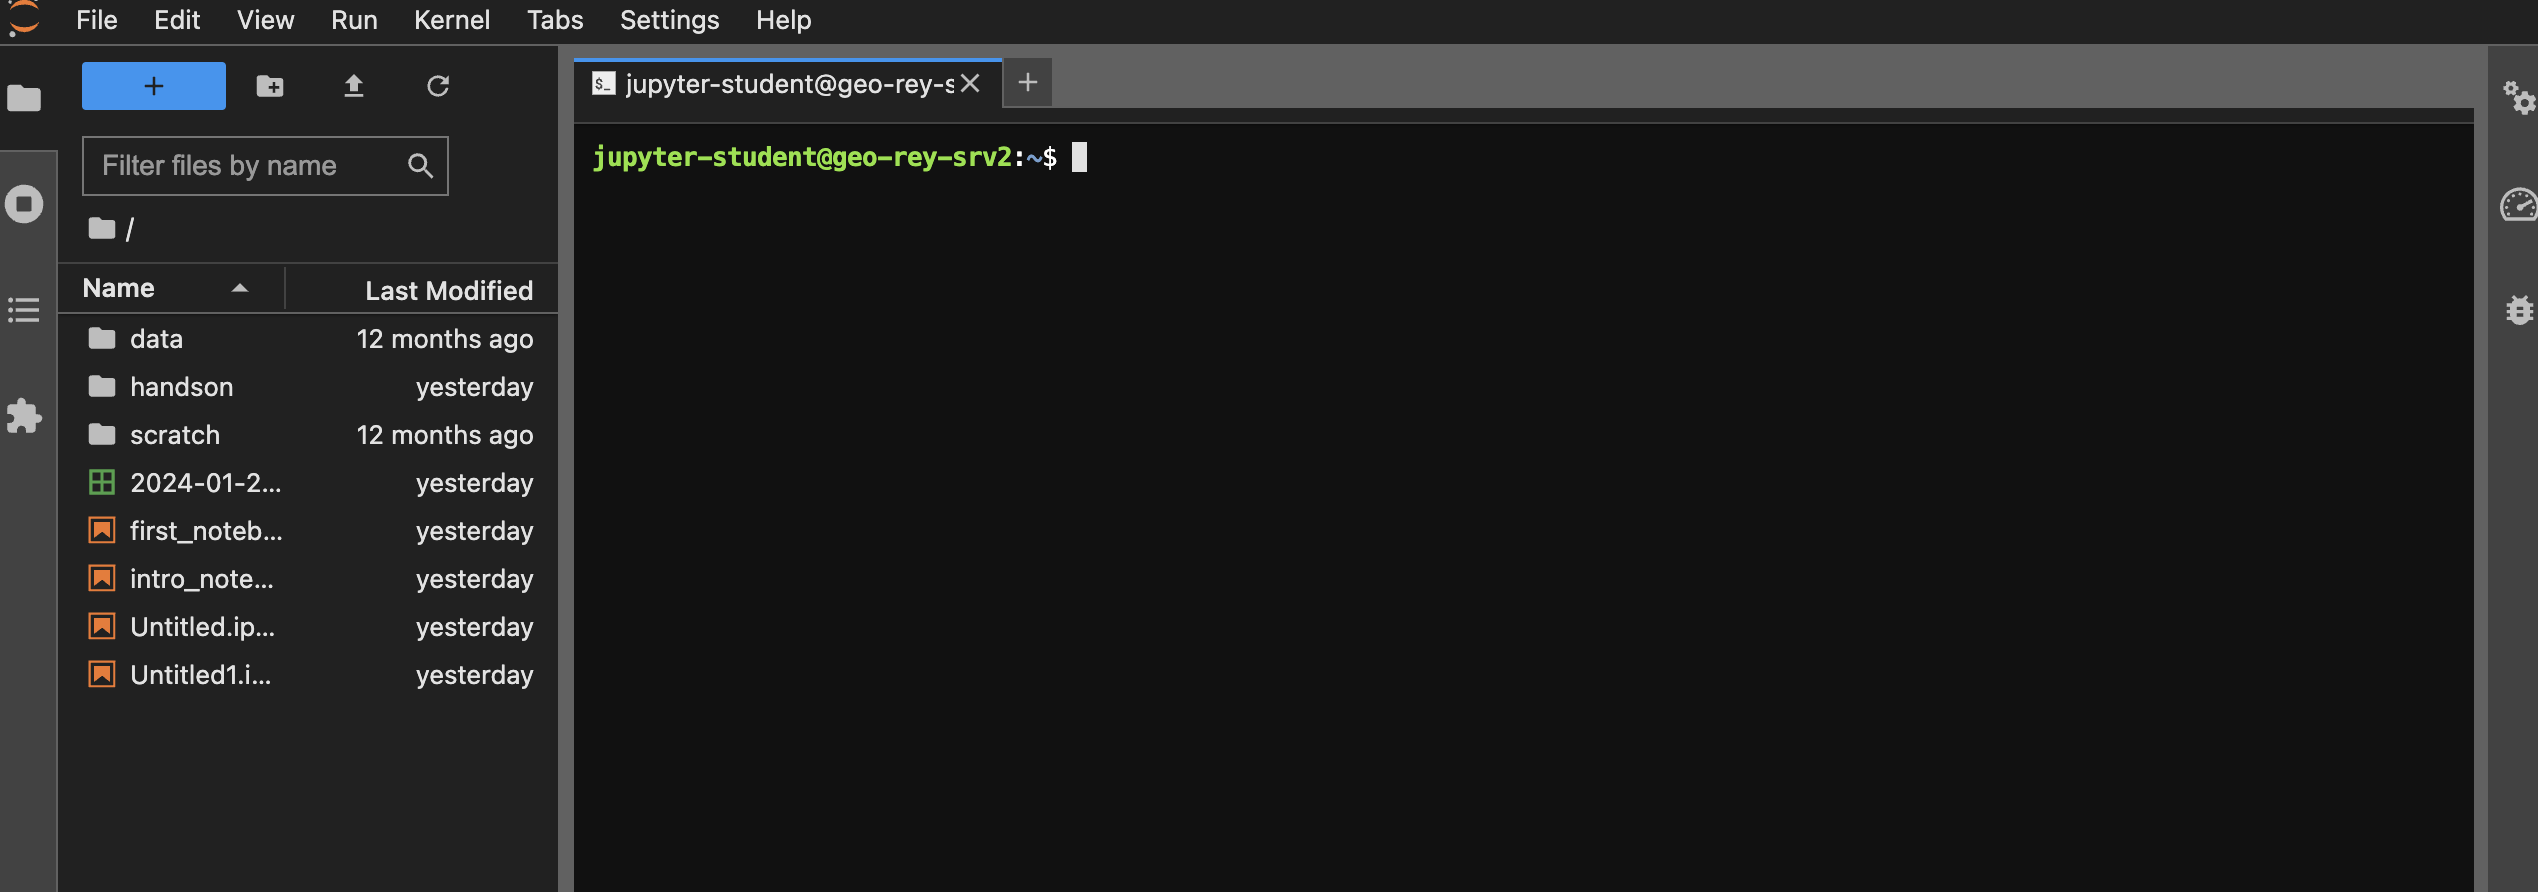 File Edit View Run Kernel Tabs Settings Help
+
$_ jupyter-student@geo-rey-s
+
Filter files by name
/
Name Last Modified
data 12 months ago
handson yesterday
scratch 12 months ago
2024-01-2... yesterday
first_noteb... yesterday
intro_note... yesterday
Untitled.ip... yesterday
Untitled1.i... yesterday
jupyter-student@geo-rey-srv2:~$